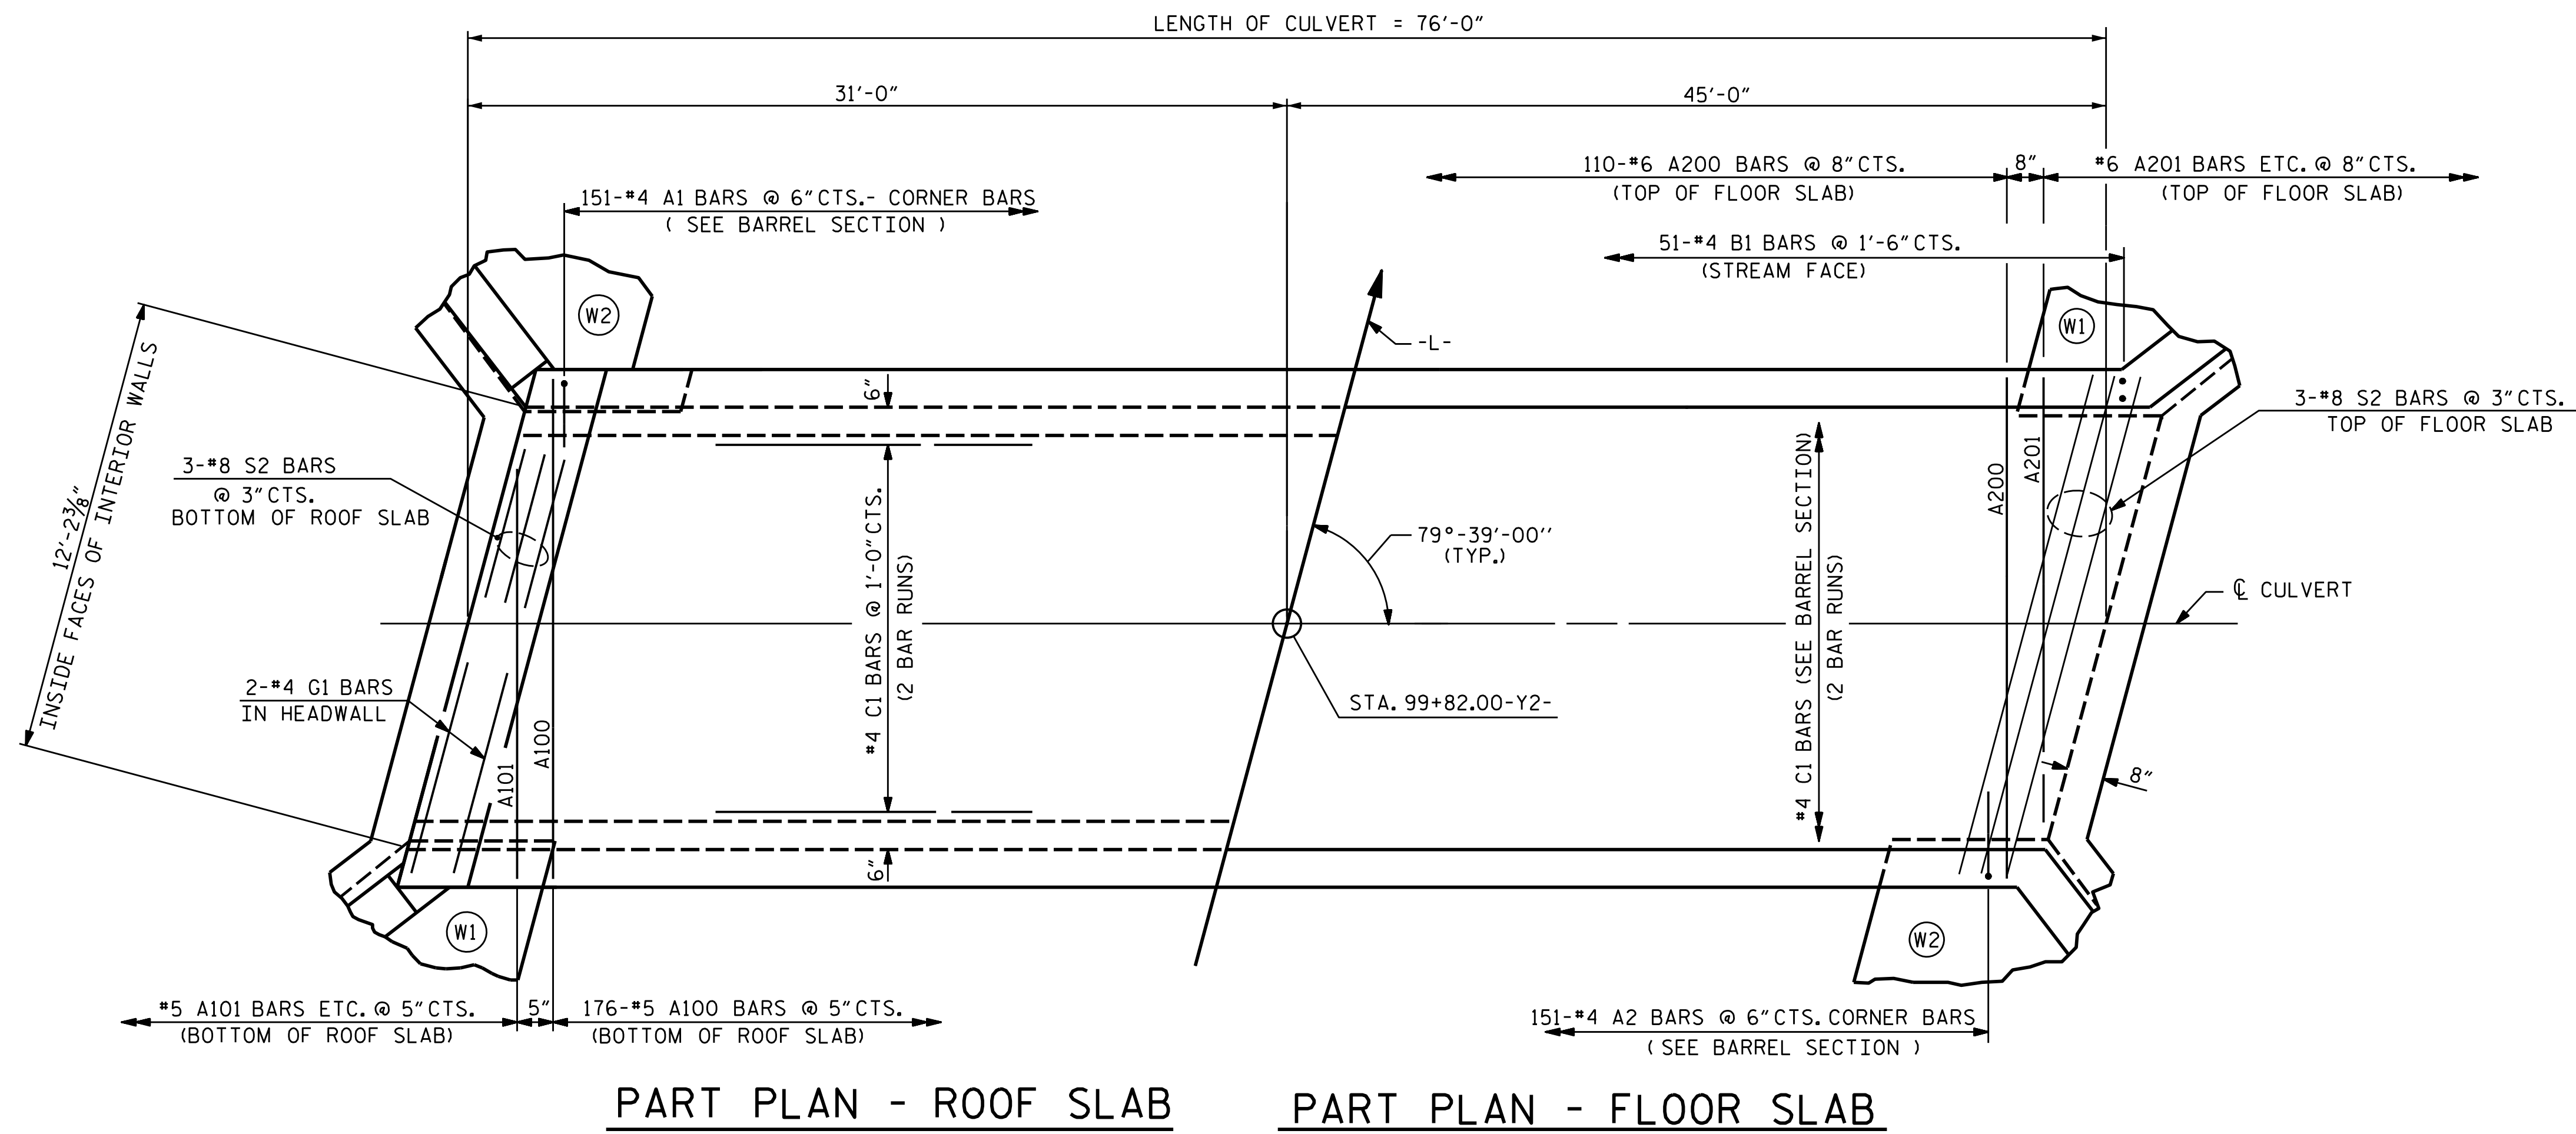 LENGTH OF CULVERT = 76'-0"
31'-0"
45'-0"
110-#6 A200 BARS @ 8"CTS.
(TOP OF FLOOR SLAB)
8"
#6 A201 BARS ETC. @ 8"CTS.
(TOP OF FLOOR SLAB)
151-#4 A1 BARS @ 6"CTS.- CORNER BARS
( SEE BARREL SECTION )
51-#4 B1 BARS @ 1'-6"CTS.
(STREAM FACE)
W2
W1
-L-
6"
3-#8 S2 BARS @ 3"CTS.
TOP OF FLOOR SLAB
12'-2⅜"
INSIDE FACES OF INTERIOR WALLS
3-#8 S2 BARS
@ 3"CTS.
BOTTOM OF ROOF SLAB
A200
A201
#4 C1 BARS @ 1'-0"CTS.
(2 BAR RUNS)
79°-39'-00''
(TYP.)
#4 C1 BARS (SEE BARREL SECTION)
(2 BAR RUNS)
℄ CULVERT
2-#4 G1 BARS
IN HEADWALL
STA. 99+82.00-Y2-
A101
A100
8"
6"
W1
W2
#5 A101 BARS ETC. @ 5"CTS.
(BOTTOM OF ROOF SLAB)
5"
176-#5 A100 BARS @ 5"CTS.
(BOTTOM OF ROOF SLAB)
151-#4 A2 BARS @ 6"CTS. CORNER BARS
( SEE BARREL SECTION )
PART PLAN - ROOF SLAB
PART PLAN - FLOOR SLAB